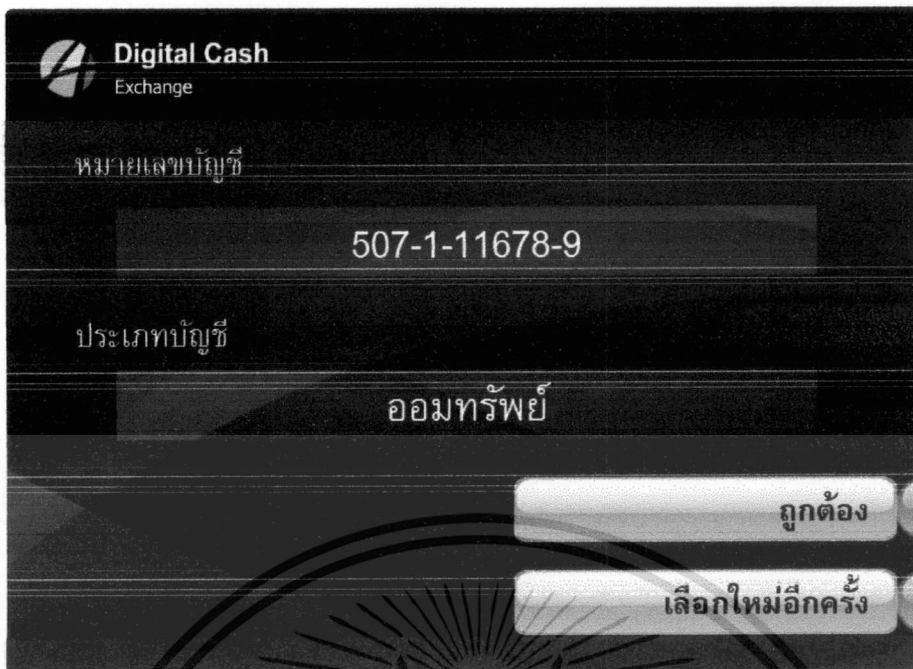 Digital Cash
Exchange
หมายเลขบัญชี
507-1-11678-9
ประเภทบัญชี
ออมทรัพย์
ถูกต้อง
เลือกใหม่อีกครั้ง